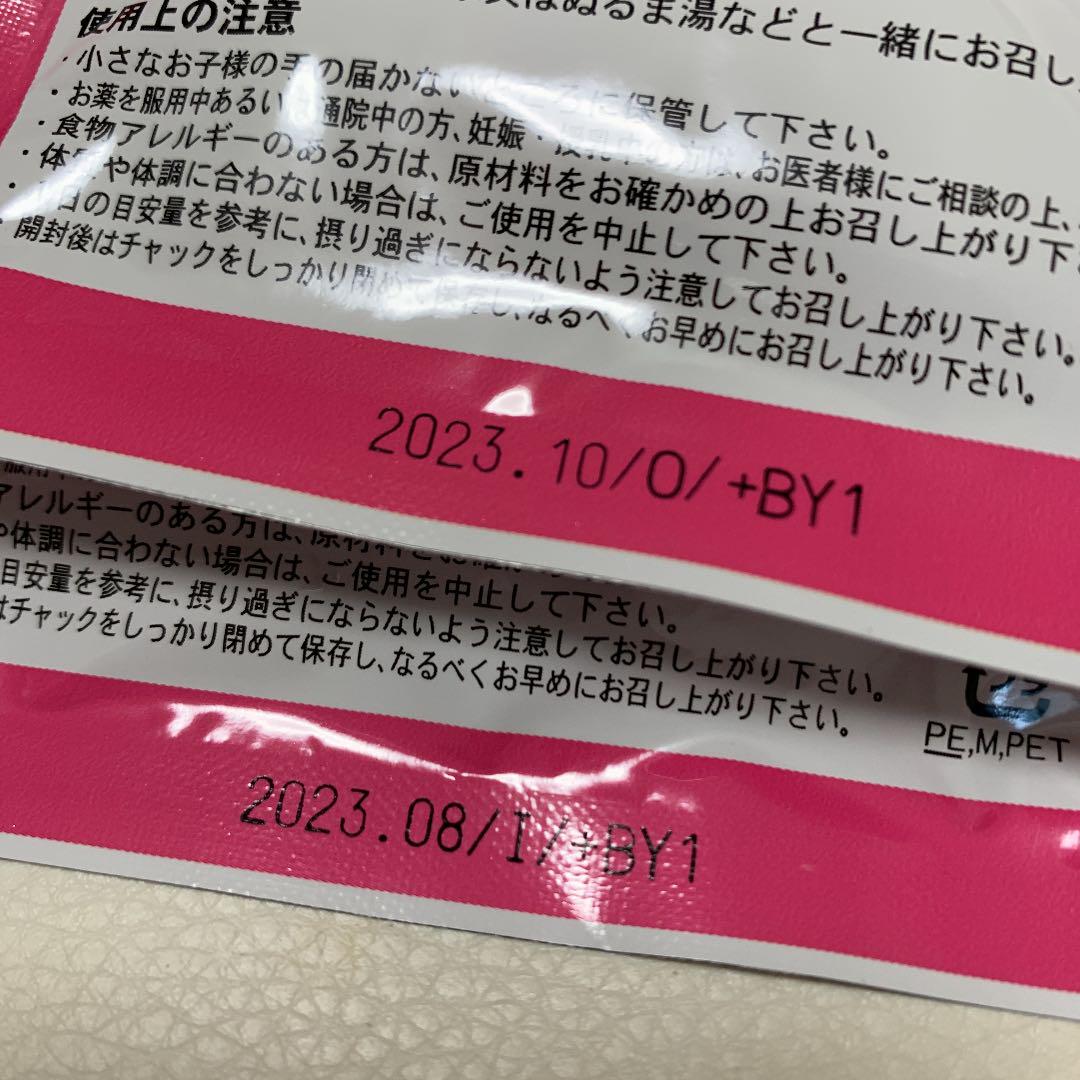 ぬるま湯などと一緒にお召し
使用上の注意
・小さなお子様の手の届かないところに保管して下さい。
・お薬を服用中あるいは通院中の方、妊娠・授乳中の方は、お医者様にご相談の上、
・食物アレルギーのある方は、原材料をお確かめの上お召し上がり下
・体質や体調に合わない場合は、ご使用を中止して下さい。
・1日の目安量を参考に、摂り過ぎにならないよう注意してお召し上がり下さい。
・開封後はチャックをしっかり閉めて保存し、なるべくお早めにお召し上がり下さい。
2023.10/O/+BY1
アレルギーのある方は、原材料を
や体調に合わない場合は、ご使用を中止して下さい。
目安量を参考に、摂り過ぎにならないよう注意してお召し上がり下さい。
はチャックをしっかり閉めて保存し、なるべくお早めにお召し上がり下さい。
PE,M,PET
2023.08/I/+BY1